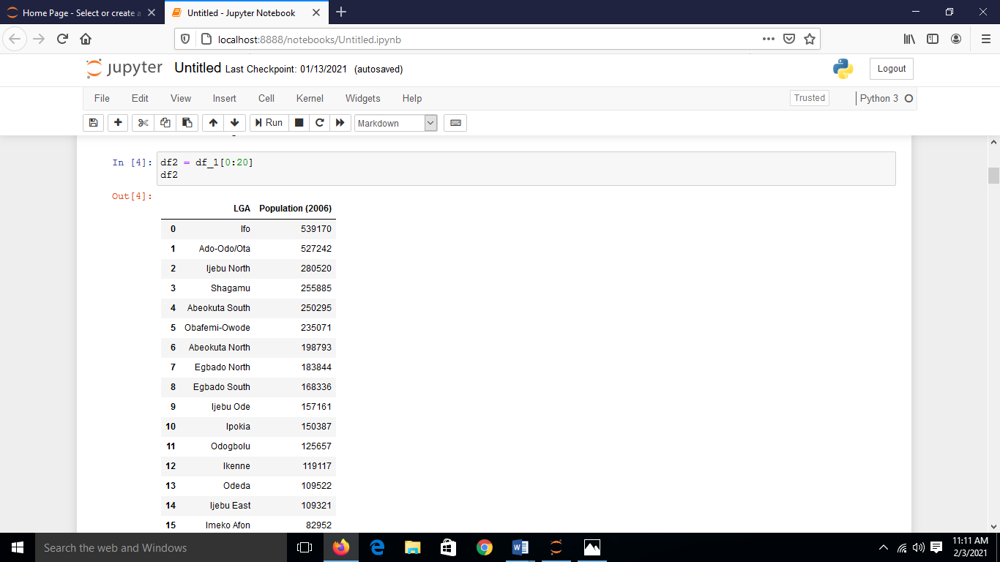 Home Page - Select or create a
Untitled - Jupyter Notebook
localhost:8888/notebooks/Untitled.ipynb
jupyter Untitled Last Checkpoint: 01/13/2021 (autosaved)
Logout
File Edit View Insert Cell Kernel Widgets Help
Trusted
Python 3
Run
Markdown
In [4]: df2 = df_1[0:20]
df2
Out[4]:
LGA Population (2006)
0 Ifo 539170
1 Ado-Odo/Ota 527242
2 Ijebu North 280520
3 Shagamu 255885
4 Abeokuta South 250295
5 Obafemi-Owode 235071
6 Abeokuta North 198793
7 Egbado North 183844
8 Egbado South 168336
9 Ijebu Ode 157161
10 Ipokia 150387
11 Odogbolu 125657
12 Ikenne 119117
13 Odeda 109522
14 Ijebu East 109321
15 Imeko Afon 82952
Search the web and Windows
11:11 AM
2/3/2021